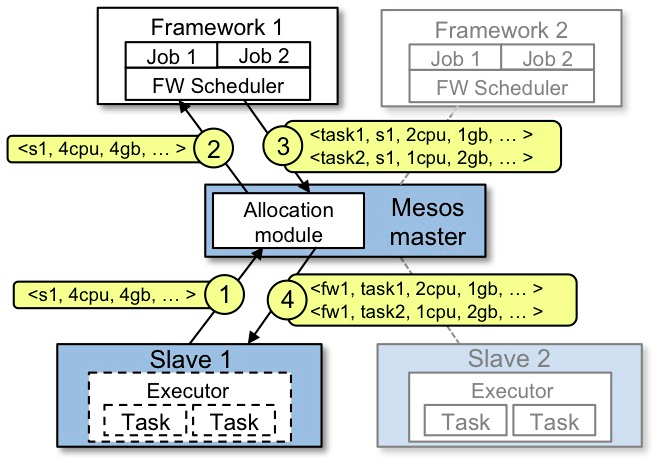 Framework 1
Job 1 Job 2
FW Scheduler
Framework 2
Job 1 Job 2
FW Scheduler
<s1, 4cpu, 4gb, … >
2
3
<task1, s1, 2cpu, 1gb, … >
<task2, s1, 1cpu, 2gb, … >
Allocation
module
Mesos
master
<s1, 4cpu, 4gb, … >
1
4
<fw1, task1, 2cpu, 1gb, … >
<fw1, task2, 1cpu, 2gb, … >
Slave 1
Executor
Task Task
Slave 2
Executor
Task Task